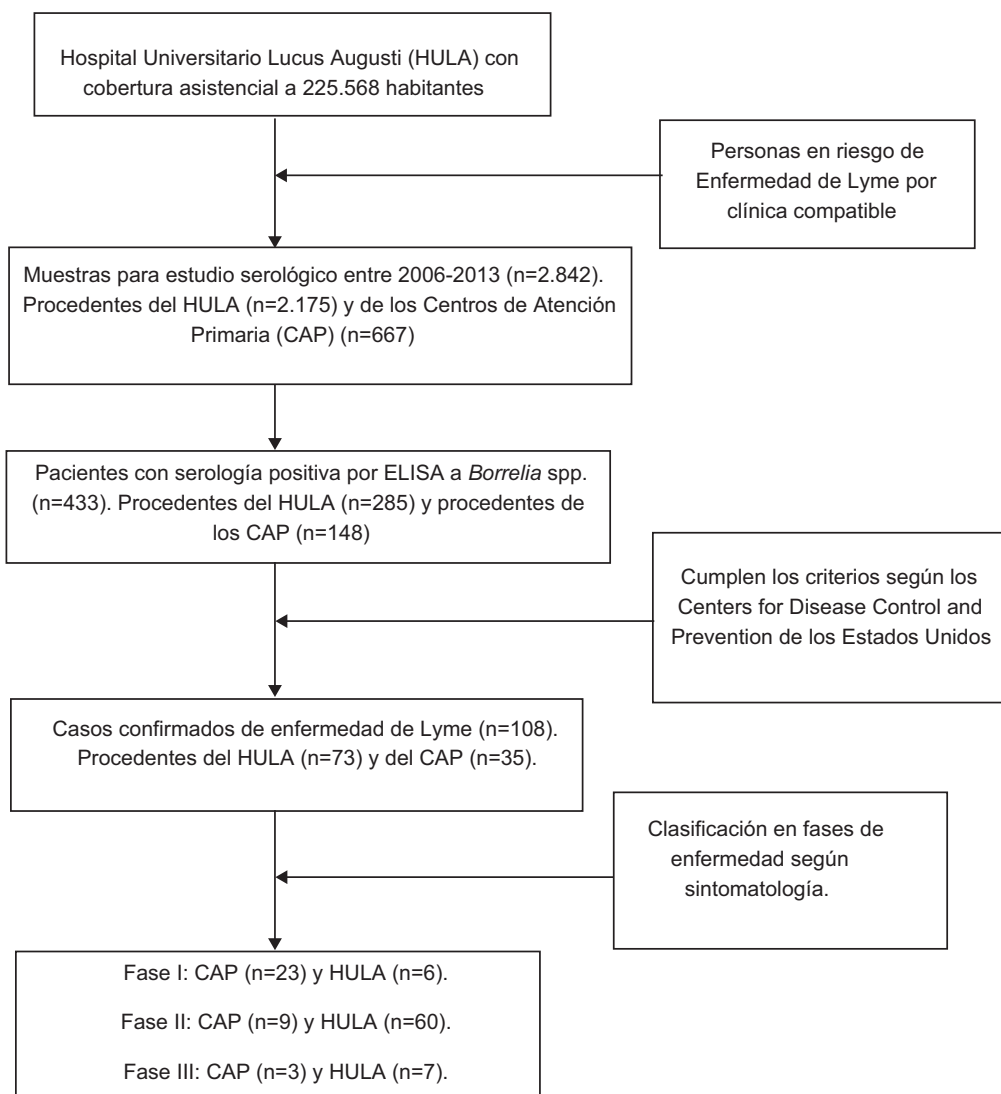 Hospital Universitario Lucus Augusti (HULA) con
cobertura asistencial a 225.568 habitantes
Personas en riesgo de
Enfermedad de Lyme por
clínica compatible
Muestras para estudio serológico entre 2006-2013 (n=2.842).
Procedentes del HULA (n=2.175) y de los Centros de Atención
Primaria (CAP) (n=667)
Pacientes con serología positiva por ELISA a Borrelia spp.
(n=433). Procedentes del HULA (n=285) y procedentes de
los CAP (n=148)
Cumplen los criterios según los
Centers for Disease Control and
Prevention de los Estados Unidos
Casos confirmados de enfermedad de Lyme (n=108).
Procedentes del HULA (n=73) y del CAP (n=35).
Clasificación en fases de
enfermedad según
sintomatología.
Fase I: CAP (n=23) y HULA (n=6).
Fase II: CAP (n=9) y HULA (n=60).
Fase III: CAP (n=3) y HULA (n=7).